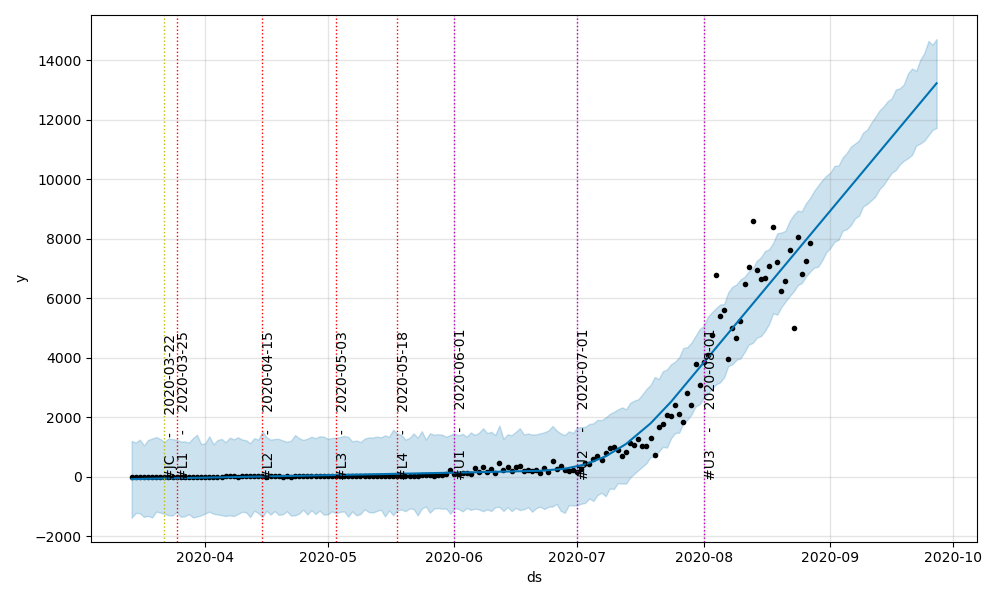 14000
12000
10000
8000
6000
4000
2000
0
−2000
y
#JC - 2020-03-22
#L1 - 2020-03-25
#L2 - 2020-04-15
#L3 - 2020-05-03
#L4 - 2020-05-18
#U1 - 2020-06-01
#U2 - 2020-07-01
#U3 - 2020-08-01
2020-04
2020-05
2020-06
2020-07
2020-08
2020-09
2020-10
ds